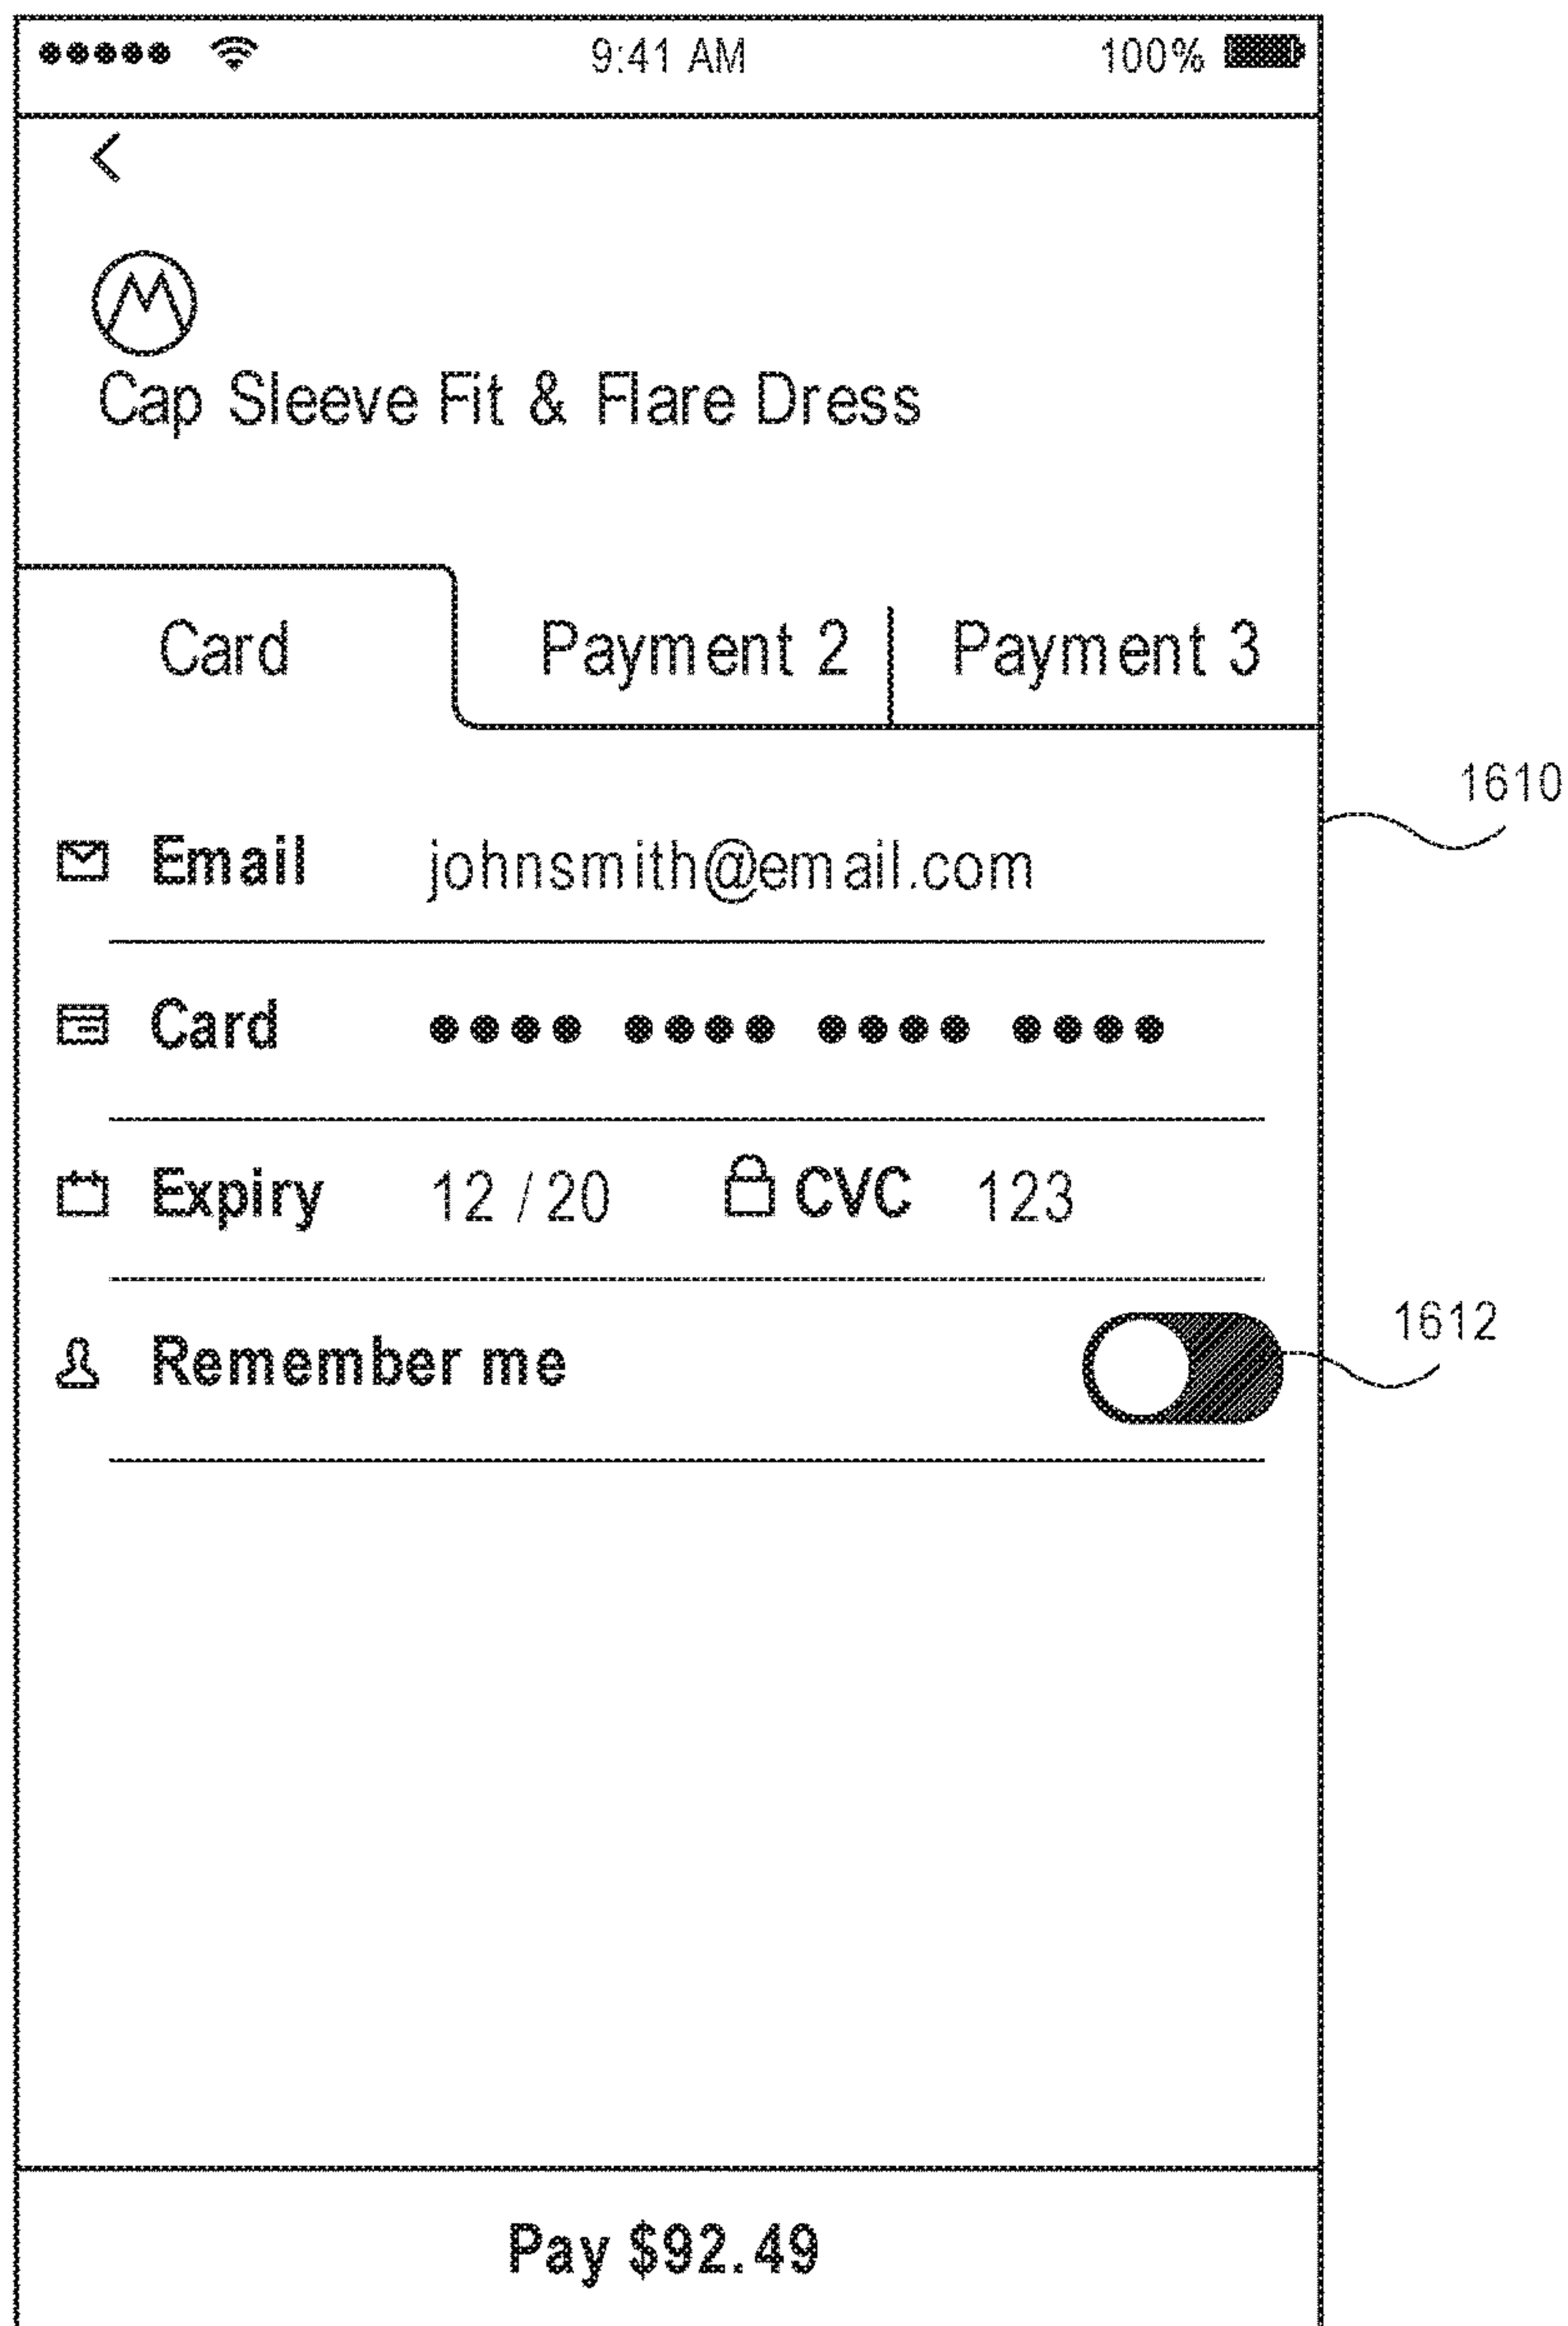 9:41 AM 100%
Cap Sleeve Fit & Flare Dress
Card Payment 2 Payment 3
1610
Email johnsmith@email.com
Card •••• •••• •••• ••••
Expiry 12 / 20 CVC 123
1612
Remember me
Pay $92.49